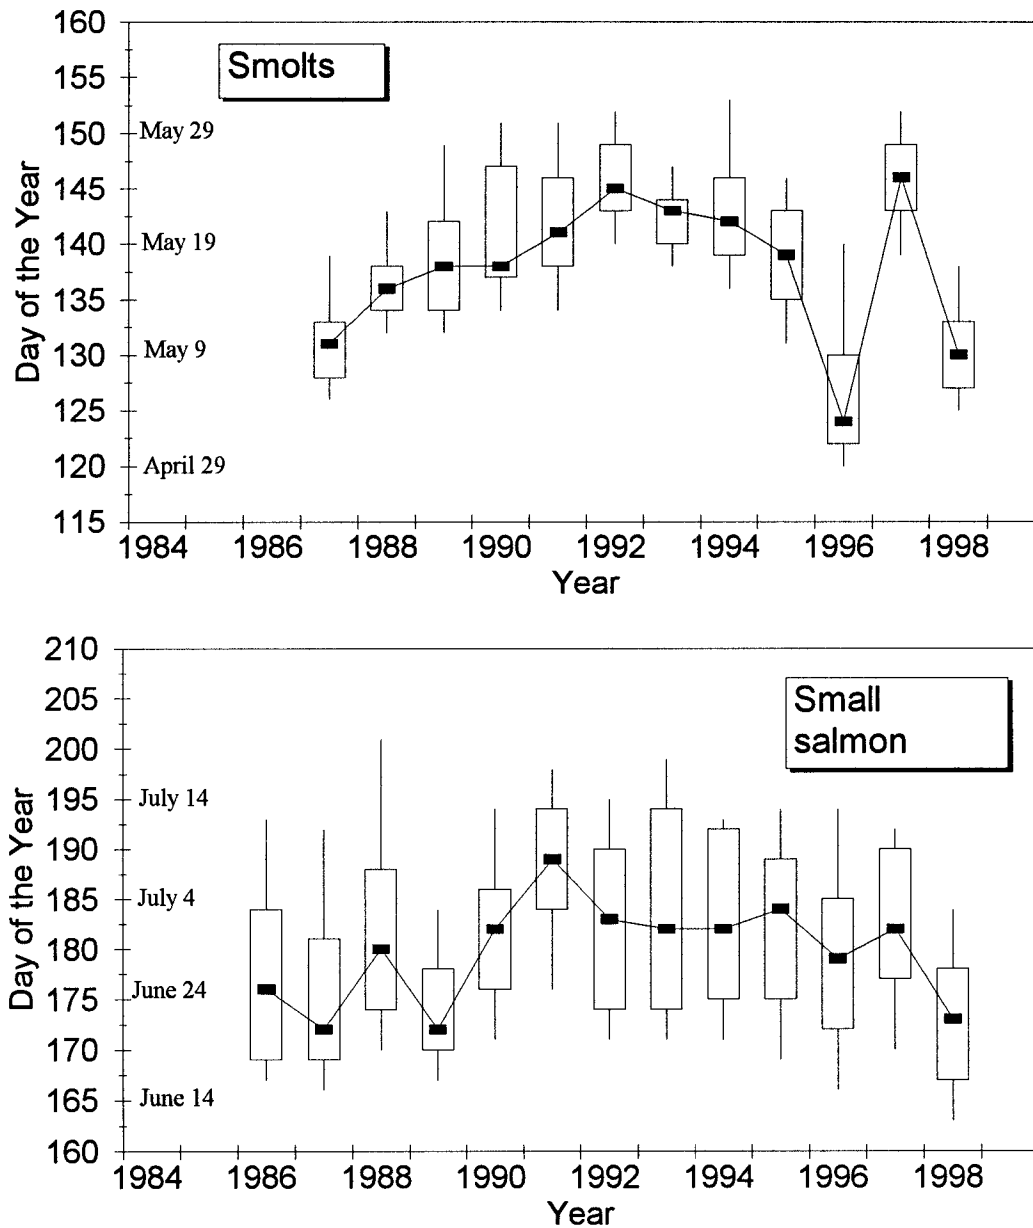 160
155
150
145
140
135
130
125
120
115
Day of the Year
Smolts
May 29
May 19
May 9
April 29
1984 1986 1988 1990 1992 1994 1996 1998
Year
210
205
200
195
190
185
180
175
170
165
160
Day of the Year
Small
salmon
July 14
July 4
June 24
June 14
1984 1986 1988 1990 1992 1994 1996 1998
Year